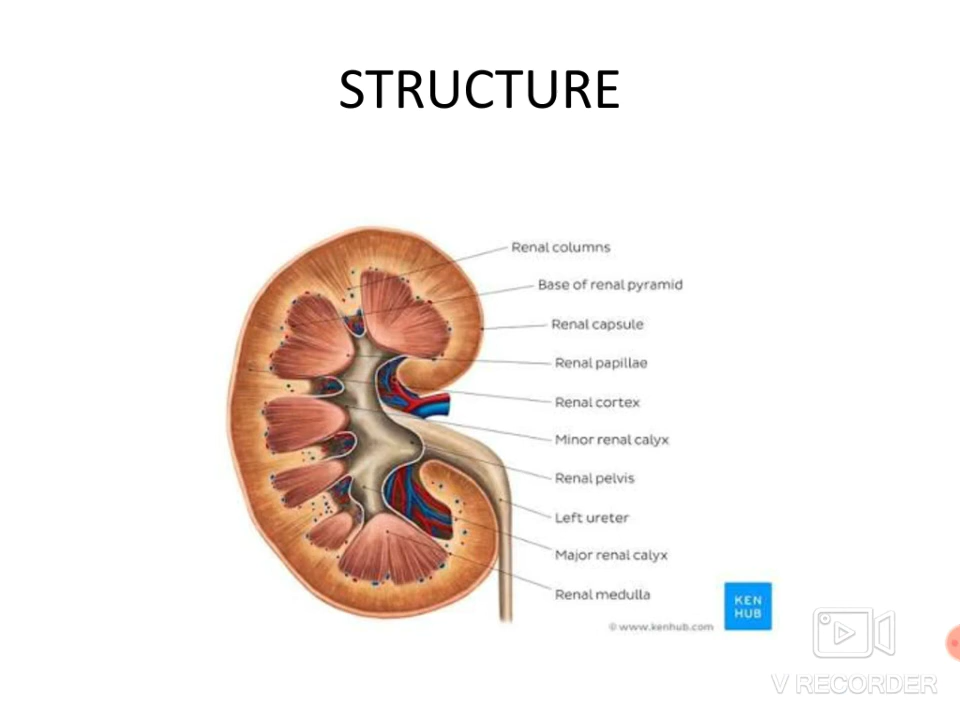 STRUCTURE
Renal columns
Base of renal pyramid
Renal capsule
Renal papillae
Renal cortex
Minor renal calyx
Renal pelvis
Left ureter
Major renal calyx
Renal medulla
KEN
HUB
© www.kenhub.com
V RECORDER